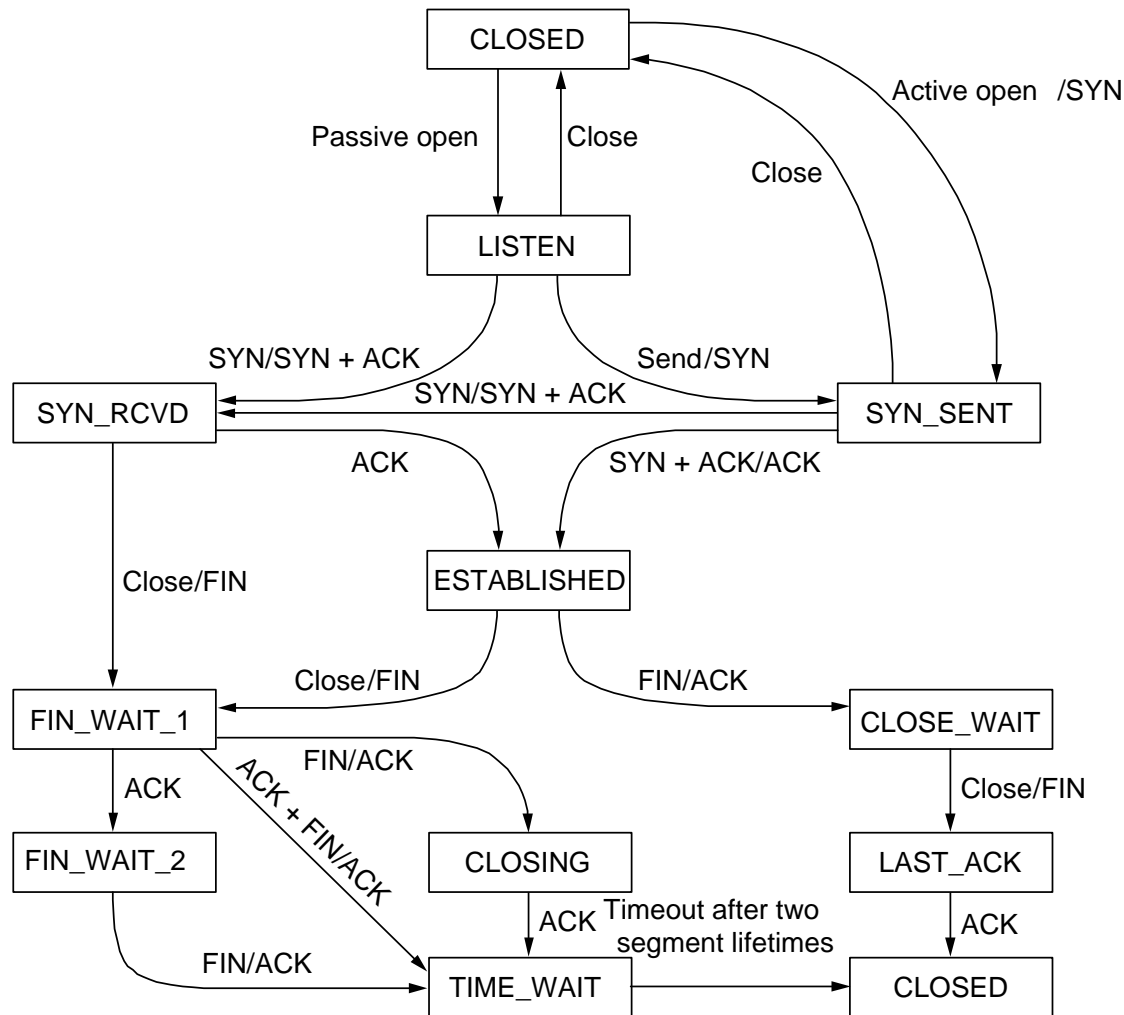 CLOSED
Active open /SYN
Passive open
Close
Close
LISTEN
SYN/SYN + ACK
Send/SYN
SYN/SYN + ACK
SYN_RCVD
SYN_SENT
ACK
SYN + ACK/ACK
ESTABLISHED
Close/FIN
Close/FIN
FIN/ACK
FIN_WAIT_1
CLOSE_WAIT
FIN/ACK
ACK
ACK + FIN/ACK
Close/FIN
FIN_WAIT_2
CLOSING
LAST_ACK
ACK
Timeout after two
segment lifetimes
ACK
FIN/ACK
TIME_WAIT
CLOSED